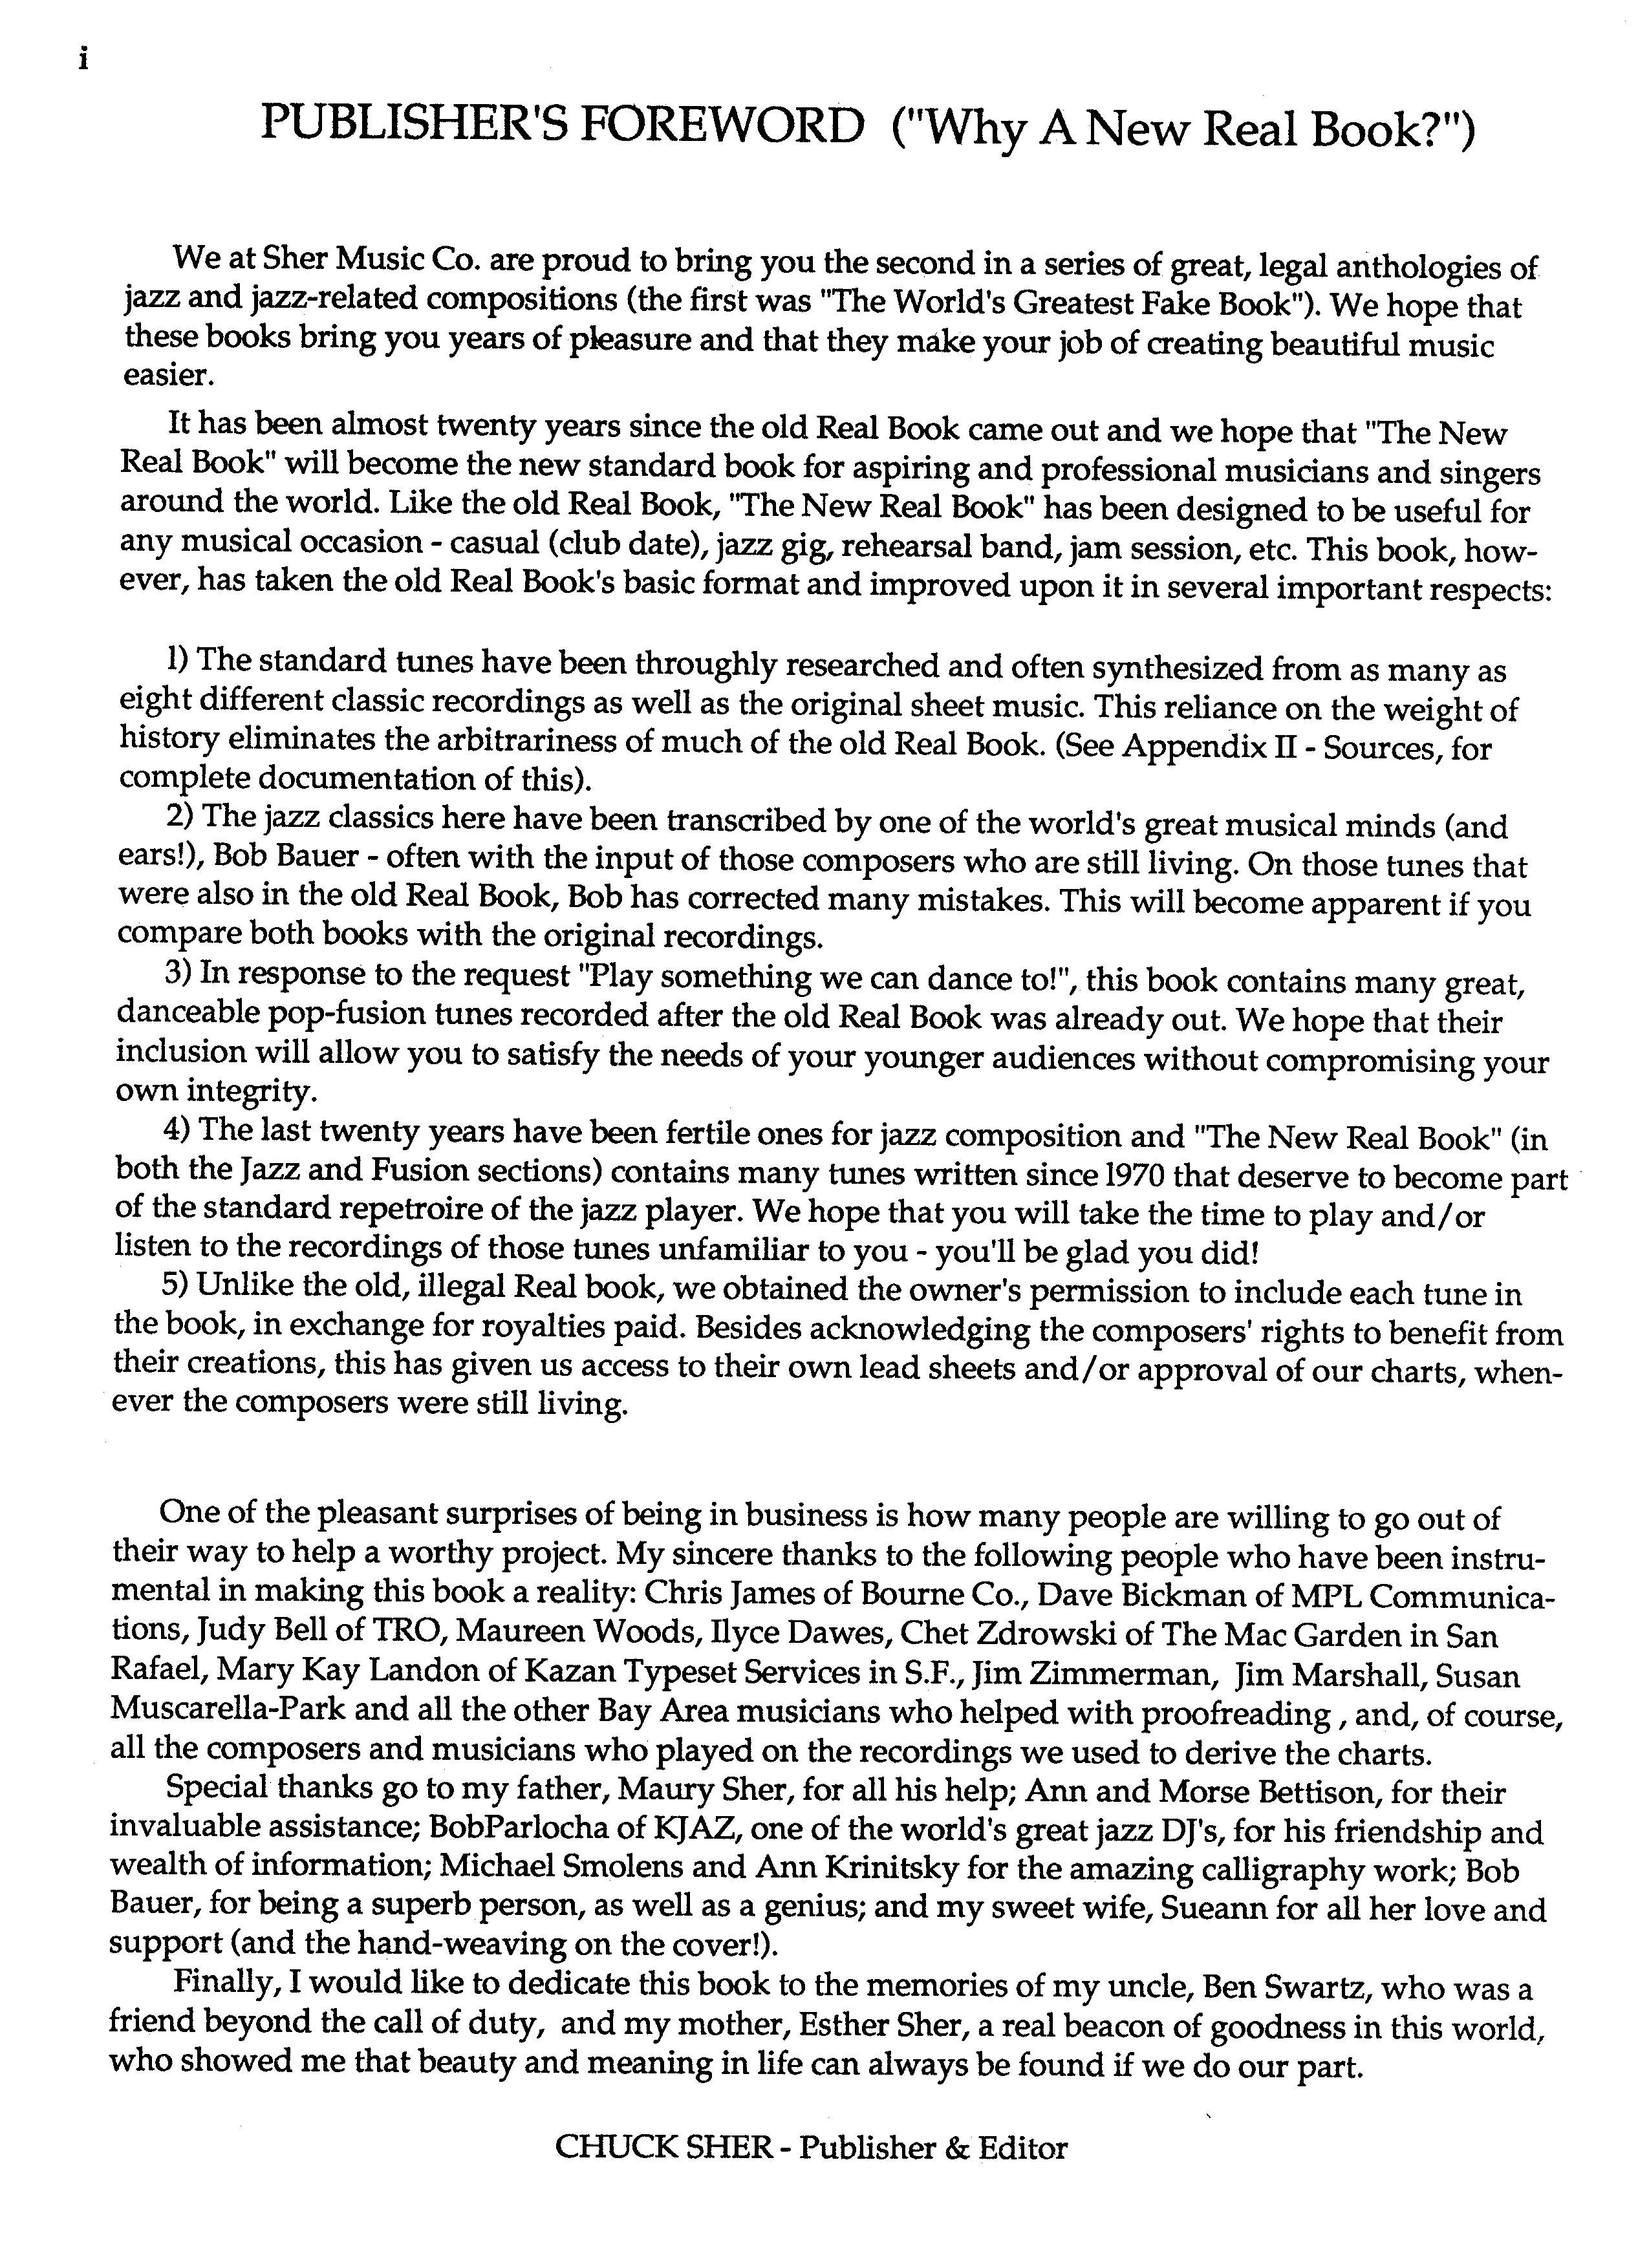 i
PUBLISHER'S FOREWORD ("Why A New Real Book?")
We at Sher Music Co. are proud to bring you the second in a series of great, legal anthologies of
jazz and jazz-related compositions (the first was "The World's Greatest Fake Book"). We hope that
these books bring you years of pleasure and that they make your job of creating beautiful music
easier.
It has been almost twenty years since the old Real Book came out and we hope that "The New
Real Book" will become the new standard book for aspiring and professional musicians and singers
around the world. Like the old Real Book, "The New Real Book" has been designed to be useful for
any musical occasion - casual (club date), jazz gig, rehearsal band, jam session, etc. This book, how-
ever, has taken the old Real Book's basic format and improved upon it in several important respects:
1) The standard tunes have been throughly researched and often synthesized from as many as
eight different classic recordings as well as the original sheet music. This reliance on the weight of
history eliminates the arbitrariness of much of the old Real Book. (See Appendix II - Sources, for
complete documentation of this).
2) The jazz classics here have been transcribed by one of the world's great musical minds (and
ears!), Bob Bauer - often with the input of those composers who are still living. On those tunes that
were also in the old Real Book, Bob has corrected many mistakes. This will become apparent if you
compare both books with the original recordings.
3) In response to the request "Play something we can dance to!", this book contains many great,
danceable pop-fusion tunes recorded after the old Real Book was already out. We hope that their
inclusion will allow you to satisfy the needs of your younger audiences without compromising your
own integrity.
4) The last twenty years have been fertile ones for jazz composition and "The New Real Book" (in
both the Jazz and Fusion sections) contains many tunes written since 1970 that deserve to become part
of the standard repetroire of the jazz player. We hope that you will take the time to play and/or
listen to the recordings of those tunes unfamiliar to you - you'll be glad you did!
5) Unlike the old, illegal Real book, we obtained the owner's permission to include each tune in
the book, in exchange for royalties paid. Besides acknowledging the composers' rights to benefit from
their creations, this has given us access to their own lead sheets and/or approval of our charts, when-
ever the composers were still living.
One of the pleasant surprises of being in business is how many people are willing to go out of
their way to help a worthy project. My sincere thanks to the following people who have been instru-
mental in making this book a reality: Chris James of Bourne Co., Dave Bickman of MPL Communica-
tions, Judy Bell of TRO, Maureen Woods, Ilyce Dawes, Chet Zdrowski of The Mac Garden in San
Rafael, Mary Kay Landon of Kazan Typeset Services in S.F., Jim Zimmerman, Jim Marshall, Susan
Muscarella-Park and all the other Bay Area musicians who helped with proofreading , and, of course,
all the composers and musicians who played on the recordings we used to derive the charts.
Special thanks go to my father, Maury Sher, for all his help; Ann and Morse Bettison, for their
invaluable assistance; BobParlocha of KJAZ, one of the world's great jazz DJ's, for his friendship and
wealth of information; Michael Smolens and Ann Krinitsky for the amazing calligraphy work; Bob
Bauer, for being a superb person, as well as a genius; and my sweet wife, Sueann for all her love and
support (and the hand-weaving on the cover!).
Finally, I would like to dedicate this book to the memories of my uncle, Ben Swartz, who was a
friend beyond the call of duty, and my mother, Esther Sher, a real beacon of goodness in this world,
who showed me that beauty and meaning in life can always be found if we do our part.
CHUCK SHER - Publisher & Editor